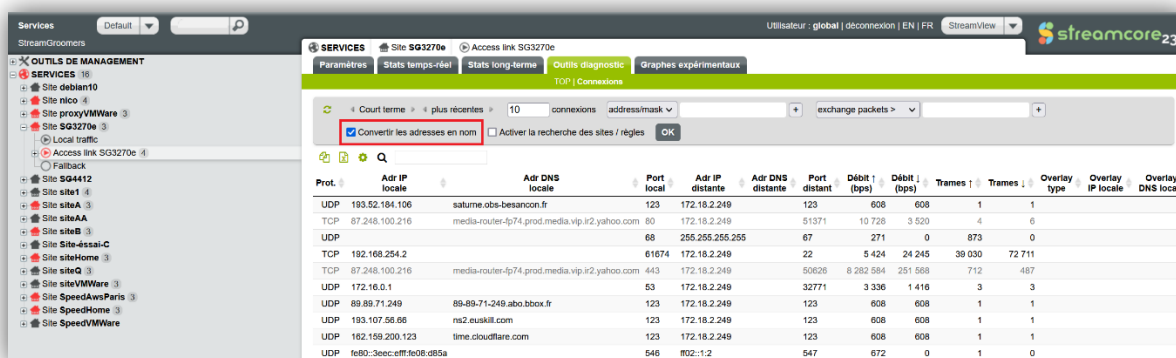 Services Default Utilisateur : global | déconnexion | EN | FR StreamView streamcore23
StreamGroomers
OUTILS DE MANAGEMENT
SERVICES 16
Site debian10
Site nico 4
Site proxyVMWare 3
Site SG3270e 3
Local traffic
Access link SG3270e 4
Fallback
Site SG4412
Site site1 4
Site siteA 3
Site siteAA
Site siteB 3
Site Site-éssai-C
Site siteHome 3
Site siteQ 3
Site siteVMWare 3
Site SpeedAwsParis 3
Site SpeedHome 3
Site SpeedVMWare
SERVICES Site SG3270e Access link SG3270e
Paramètres Stats temps-réel Stats long-terme Outils diagnostic Graphes expérimentaux
TOP | Connexions
Court terme plus récentes 10 connexions address/mask + exchange packets > +
Convertir les adresses en nom Activer la recherche des sites / règles OK
Prot. Adr IP locale Adr DNS locale Port local Adr IP distante Adr DNS distante Port distant Débit ↑ (bps) Débit ↓ (bps) Trames ↑ Trames ↓ Overlay type Overlay IP locale Overlay DNS loca
UDP 193.52.184.106 saturne.obs-besancon.fr 123 172.18.2.249 123 608 608 1 1
TCP 87.248.100.216 media-router-fp74.prod.media.vip.ir2.yahoo.com 80 172.18.2.249 51371 10 728 3 520 4 6
UDP 68 255.255.255.255 67 271 0 873 0
TCP 192.168.254.2 61674 172.18.2.249 22 5 424 24 245 39 030 72 711
TCP 87.248.100.216 media-router-fp74.prod.media.vip.ir2.yahoo.com 443 172.18.2.249 50626 8 282 584 251 568 712 487
UDP 172.16.0.1 53 172.18.2.249 32771 3 336 1 416 3 3
UDP 89.89.71.249 89-89-71-249.abo.bbox.fr 123 172.18.2.249 123 608 608 1 1
UDP 193.107.56.66 ns2.euskill.com 123 172.18.2.249 123 608 608 1 1
UDP 162.159.200.123 time.cloudflare.com 123 172.18.2.249 123 608 608 1 1
UDP fe80::3eec:efff:fe08:d85a 546 ff02::1:2 547 672 0 1 0